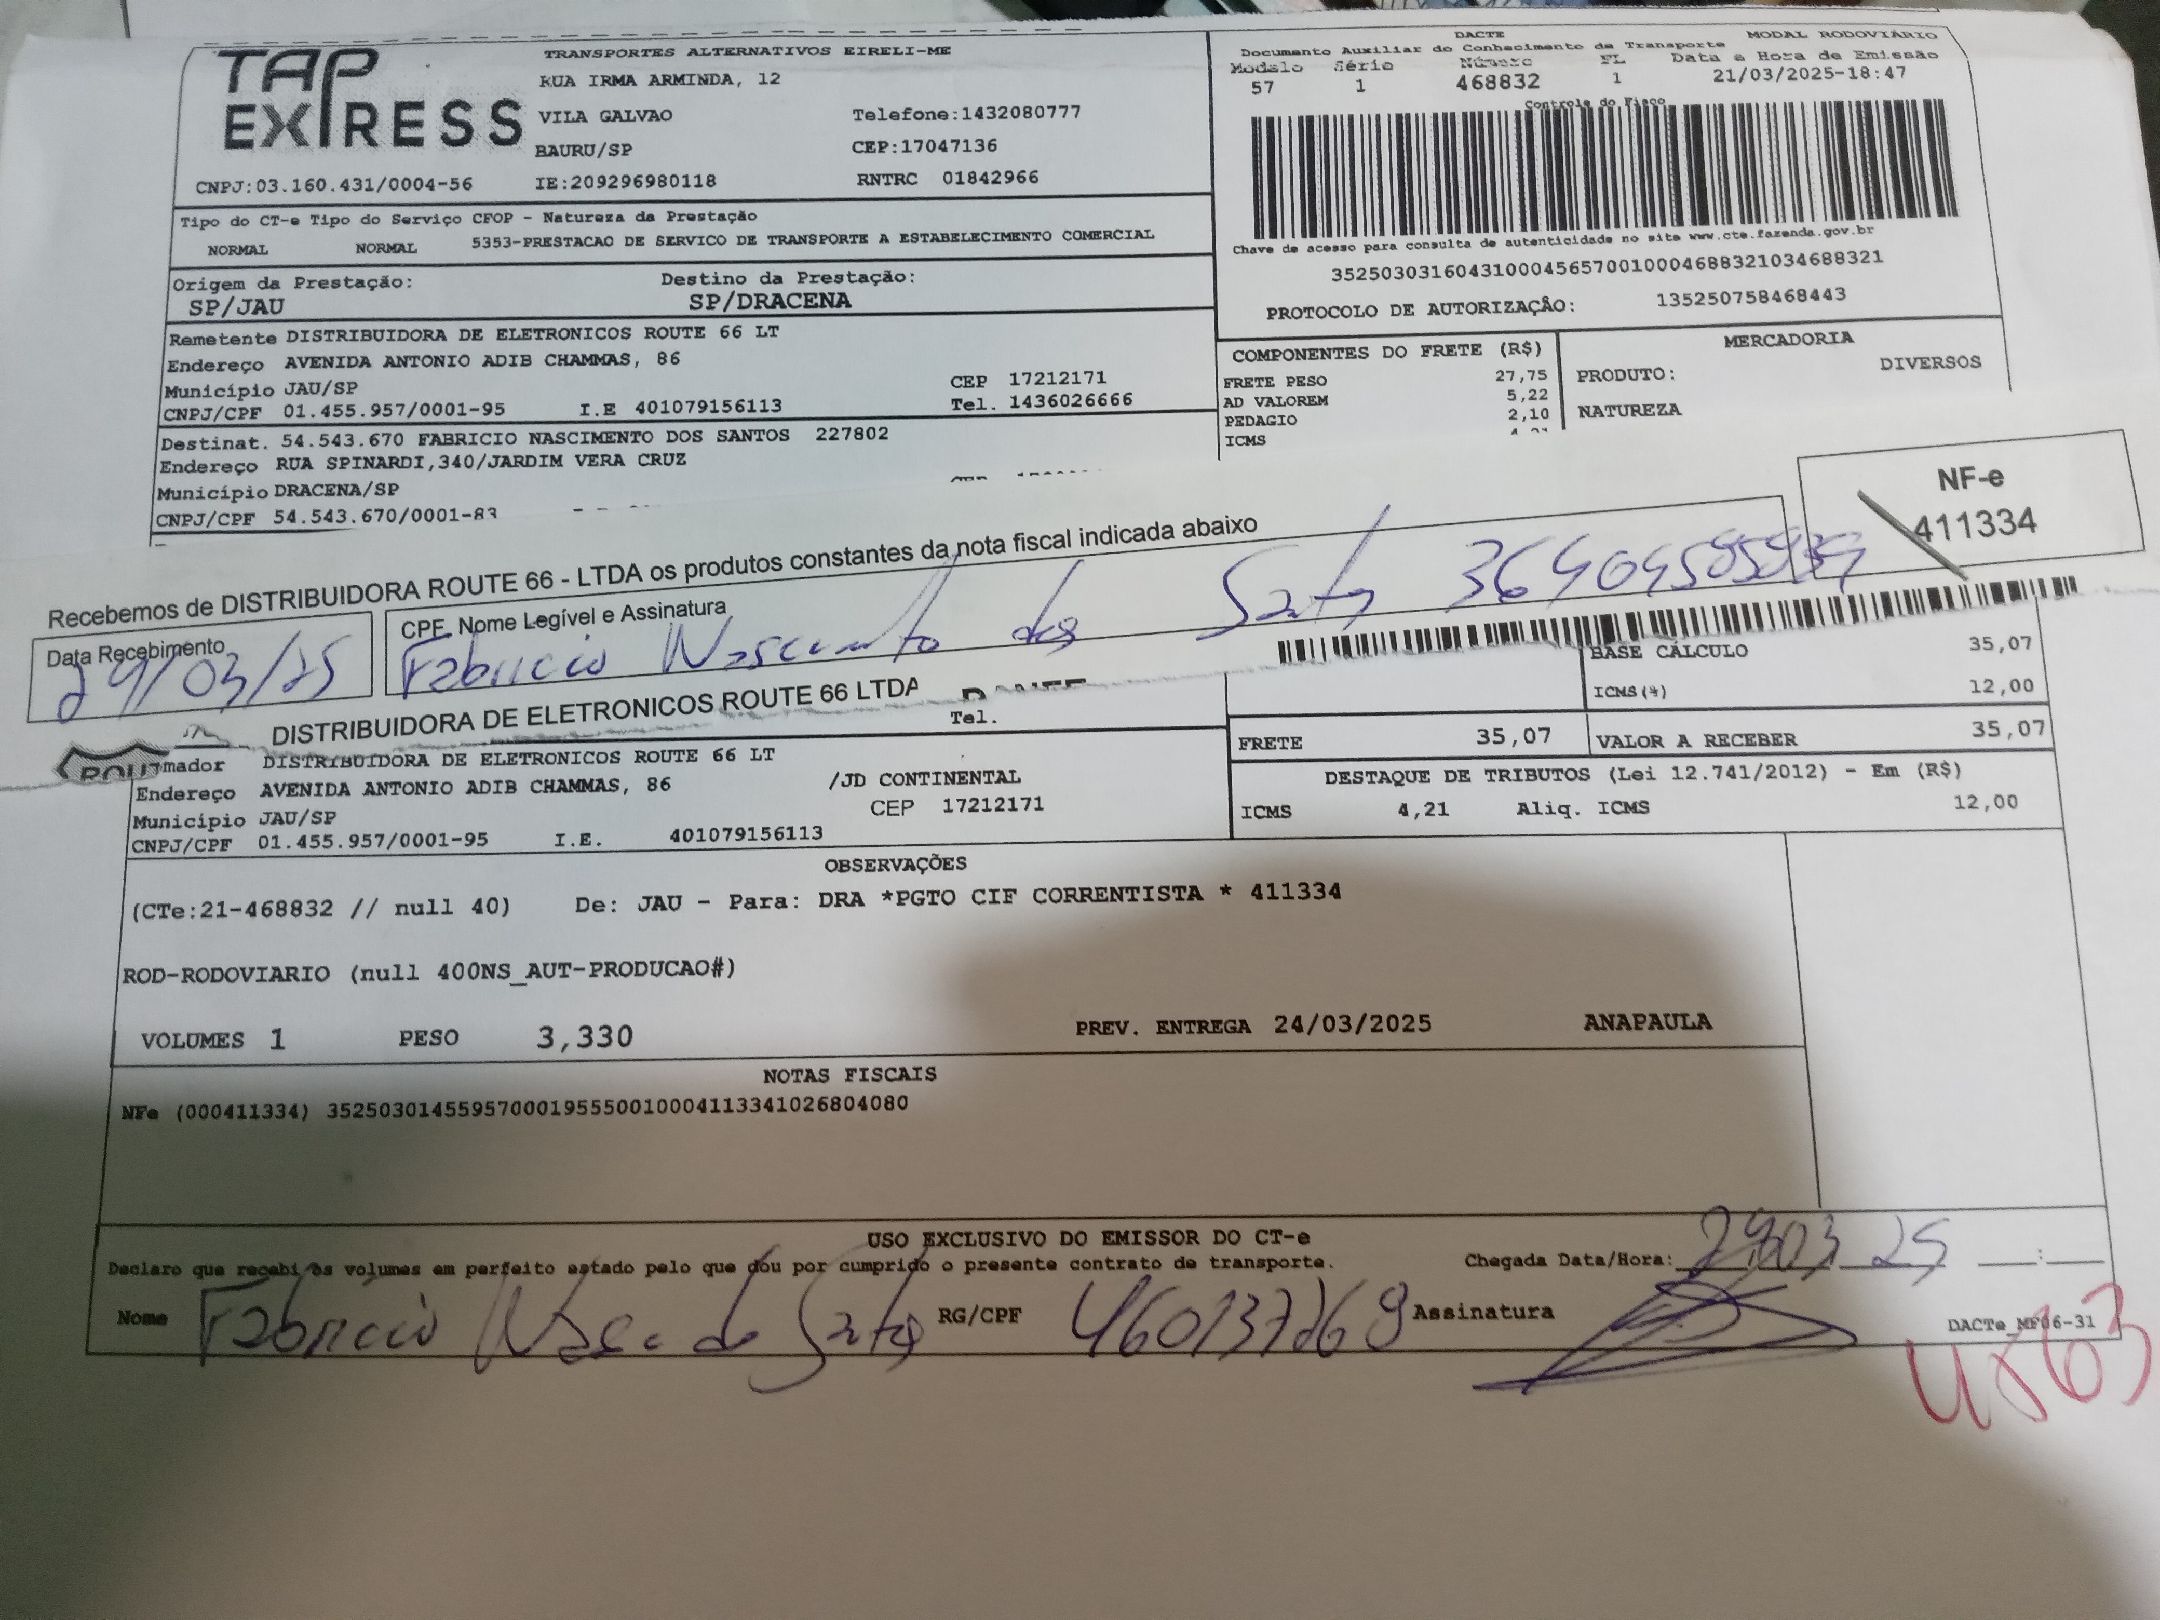 TAP EXPRESS
TRANSPORTES ALTERNATIVOS EIRELI-ME
RUA IRMA ARMINDA, 12
VILA GALVAO Telefone:1432080777
BAURU/SP CEP:17047136
CNPJ:03.160.431/0004-56 IE:209296980118 RNTRC 01842966
DACTE MODAL RODOVIÁRIO
Documento Auxiliar do Conhecimento de Transporte
Modelo Série Número FL Data e Hora de Emissão
57 1 468832 1 21/03/2025-18:47
Controle do Fisco
Chave de acesso para consulta de autenticidade no site www.cte.fazenda.gov.br
35250303160431000456570010004688321034688321
PROTOCOLO DE AUTORIZAÇÃO: 135250758468443
Tipo do CT-e Tipo do Serviço CFOP - Natureza da Prestação
NORMAL NORMAL 5353-PRESTACAO DE SERVICO DE TRANSPORTE A ESTABELECIMENTO COMERCIAL
Origem da Prestação: Destino da Prestação:
SP/JAU SP/DRACENA
Remetente DISTRIBUIDORA DE ELETRONICOS ROUTE 66 LT
Endereço AVENIDA ANTONIO ADIB CHAMMAS, 86
Município JAU/SP CEP 17212171
CNPJ/CPF 01.455.957/0001-95 I.E 401079156113 Tel. 1436026666
Destinat. 54.543.670 FABRICIO NASCIMENTO DOS SANTOS 227802
Endereço RUA SPINARDI,340/JARDIM VERA CRUZ
Município DRACENA/SP
CNPJ/CPF 54.543.670/0001-83
COMPONENTES DO FRETE (R$)
FRETE PESO 27,75
AD VALOREM 5,22
PEDAGIO 2,10
ICMS
MERCADORIA
PRODUTO: DIVERSOS
NATUREZA
NF-e
411334
Recebemos de DISTRIBUIDORA ROUTE 66 - LTDA os produtos constantes da nota fiscal indicada abaixo
Data Recebimento CPF, Nome Legível e Assinatura
24/03/25 Fabricio Nascimento dos Santos
DISTRIBUIDORA DE ELETRONICOS ROUTE 66 LTDA
Tel.
mador DISTRIBUIDORA DE ELETRONICOS ROUTE 66 LT
Endereço AVENIDA ANTONIO ADIB CHAMMAS, 86 /JD CONTINENTAL
Município JAU/SP CEP 17212171
CNPJ/CPF 01.455.957/0001-95 I.E. 401079156113
BASE CÁLCULO 35,07
ICMS(%) 12,00
FRETE 35,07 VALOR A RECEBER 35,07
DESTAQUE DE TRIBUTOS (Lei 12.741/2012) - Em (R$)
ICMS 4,21 Aliq. ICMS 12,00
OBSERVAÇÕES
(CTe:21-468832 // null 40) De: JAU - Para: DRA *PGTO CIF CORRENTISTA * 411334
ROD-RODOVIARIO (null 400NS_AUT-PRODUCAO#)
VOLUMES 1 PESO 3,330 PREV. ENTREGA 24/03/2025 ANAPAULA
NOTAS FISCAIS
NFe (000411334) 35250301455957000195550010004113341026804080
USO EXCLUSIVO DO EMISSOR DO CT-e
Declaro que recebi os volumes em perfeito estado pelo que dou por cumprido o presente contrato de transporte. Chegada Data/Hora:
Nome Fabricio RG/CPF 460137268 Assinatura
DACTe_MF06-31